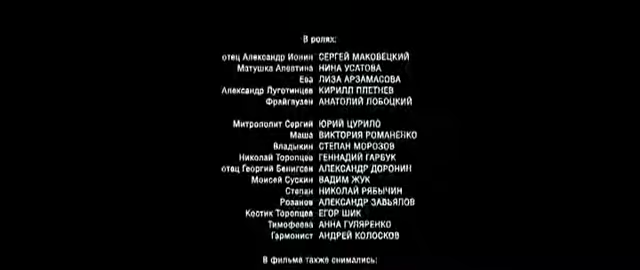 В ролях:
отец Александр Ионин СЕРГЕЙ МАКОВЕЦКИЙ
Матушка Алевтина НИНА УСАТОВА
Ева ЛИЗА АРЗАМАСОВА
Александр Луготинцев КИРИЛЛ ПЛЕТНЕВ
Фрайгаузен АНАТОЛИЙ ЛОБОЦКИЙ
Митрополит Сергий ЮРИЙ ЦУРИЛО
Маша ВИКТОРИЯ РОМАНЕНКО
Владыкин СТЕПАН МОРОЗОВ
Николай Торопцев ГЕННАДИЙ ГАРБУК
отец Георгий Бенигсен АЛЕКСАНДР ДОРОНИН
Моисей Сускин ВАДИМ ЖУК
Степан НИКОЛАЙ РЯБЫЧИН
Розанов АЛЕКСАНДР ЗАВЬЯЛОВ
Костик Торопцев ЕГОР ШИК
Тимофеева АННА ГУЛЯРЕНКО
Гармонист АНДРЕЙ КОЛОСКОВ
В фильме также снимались: